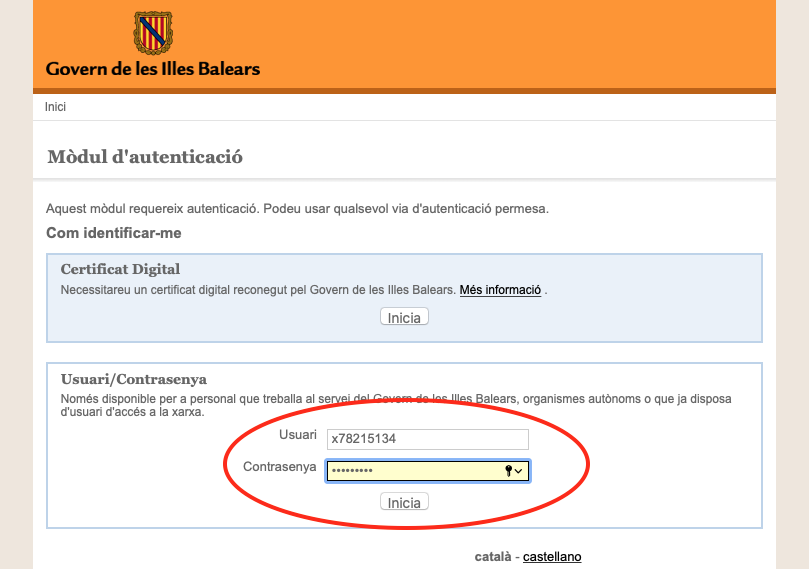 Govern de les Illes Balears
Inici
Mòdul d'autenticació
Aquest mòdul requereix autenticació. Podeu usar qualsevol via d'autenticació permesa.
Com identificar-me
Certificat Digital
Necessitareu un certificat digital reconegut pel Govern de les Illes Balears. Més informació .
Inicia
Usuari/Contrasenya
Només disponible per a personal que treballa al servei del Govern de les Illes Balears, organismes autònoms o que ja disposa
d'usuari d'accés a la xarxa.
Usuari x78215134
Contrasenya •••••••••
Inicia
català - castellano